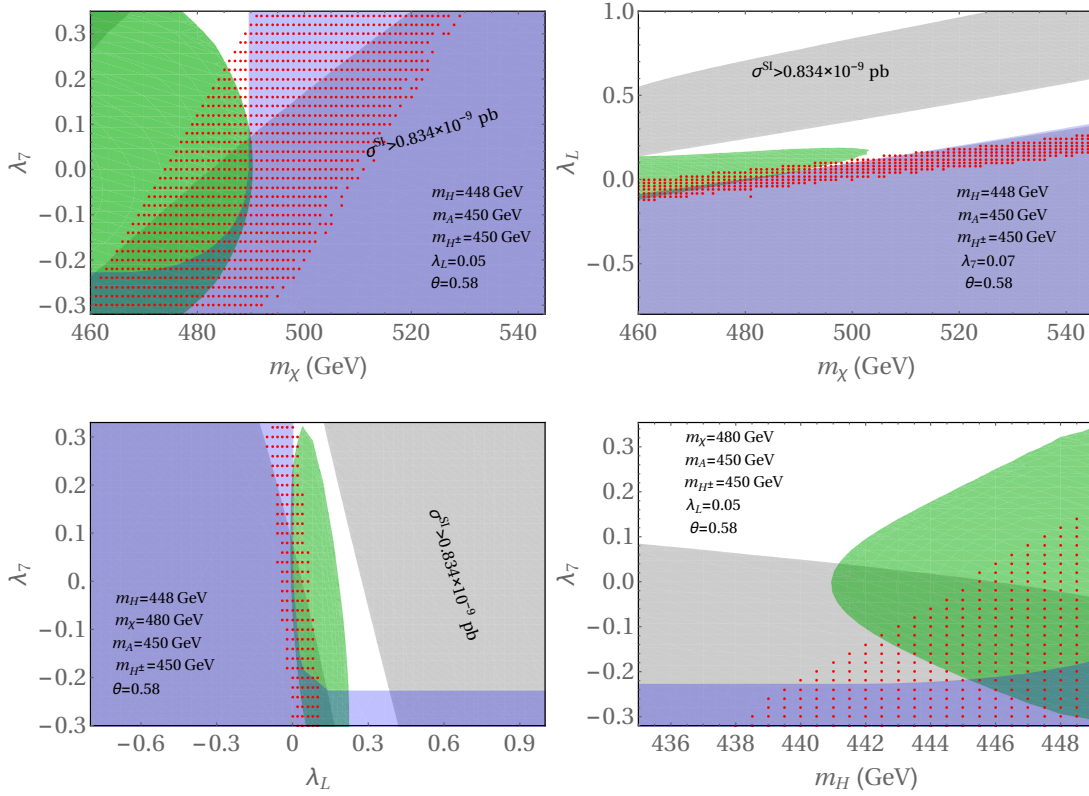 0.3
0.2
0.1
0.0
−0.1
−0.2
−0.3
λ7
σSI>0.834×10−9 pb
mH=448 GeV
mA=450 GeV
mH±=450 GeV
λL=0.05
θ=0.58
460
480
500
520
540
mχ (GeV)
1.0
0.5
0.0
−0.5
λL
σSI>0.834×10−9 pb
mH=448 GeV
mA=450 GeV
mH±=450 GeV
λ7=0.07
θ=0.58
460
480
500
520
540
mχ (GeV)
0.3
0.2
0.1
0.0
−0.1
−0.2
−0.3
λ7
σSI>0.834×10−9 pb
mH=448 GeV
mχ=480 GeV
mA=450 GeV
mH±=450 GeV
θ=0.58
−0.6
−0.3
0
0.3
0.6
0.9
λL
0.3
0.2
0.1
0.0
−0.1
−0.2
−0.3
λ7
mχ=480 GeV
mA=450 GeV
mH±=450 GeV
λL=0.05
θ=0.58
436
438
440
442
444
446
448
mH (GeV)